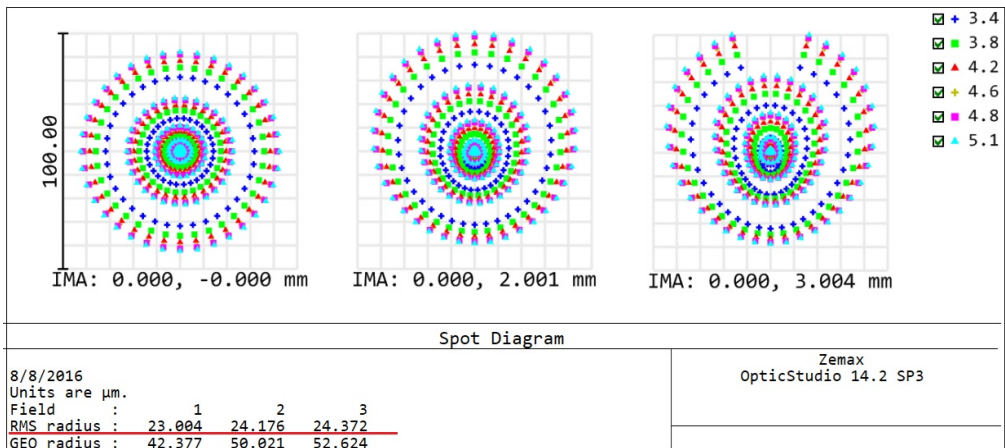 3.4
3.8
4.2
4.6
4.8
5.1
100.00
IMA: 0.000, -0.000 mm
IMA: 0.000, 2.001 mm
IMA: 0.000, 3.004 mm
Spot Diagram
8/8/2016
Units are µm.
Field : 1 2 3
RMS radius : 23.004 24.176 24.372
GEO radius : 42.377 50.021 52.624
Zemax
OpticStudio 14.2 SP3